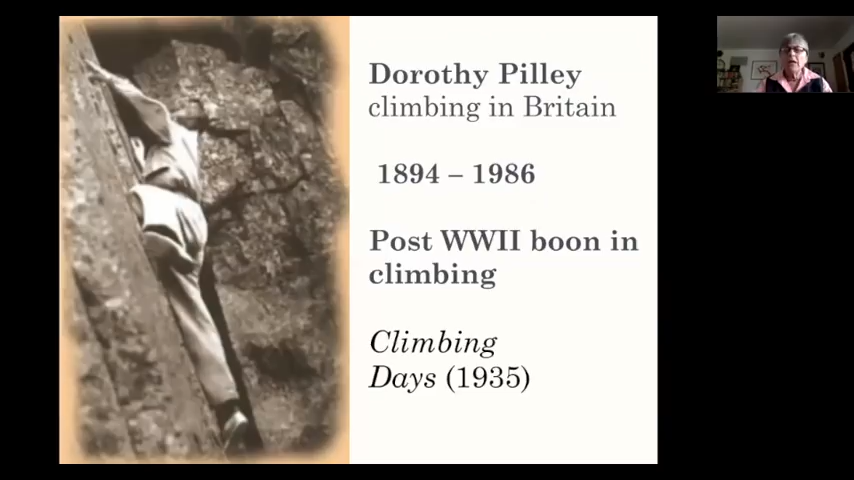 Dorothy Pilley
climbing in Britain
1894 – 1986
Post WWII boon in
climbing
Climbing
Days (1935)